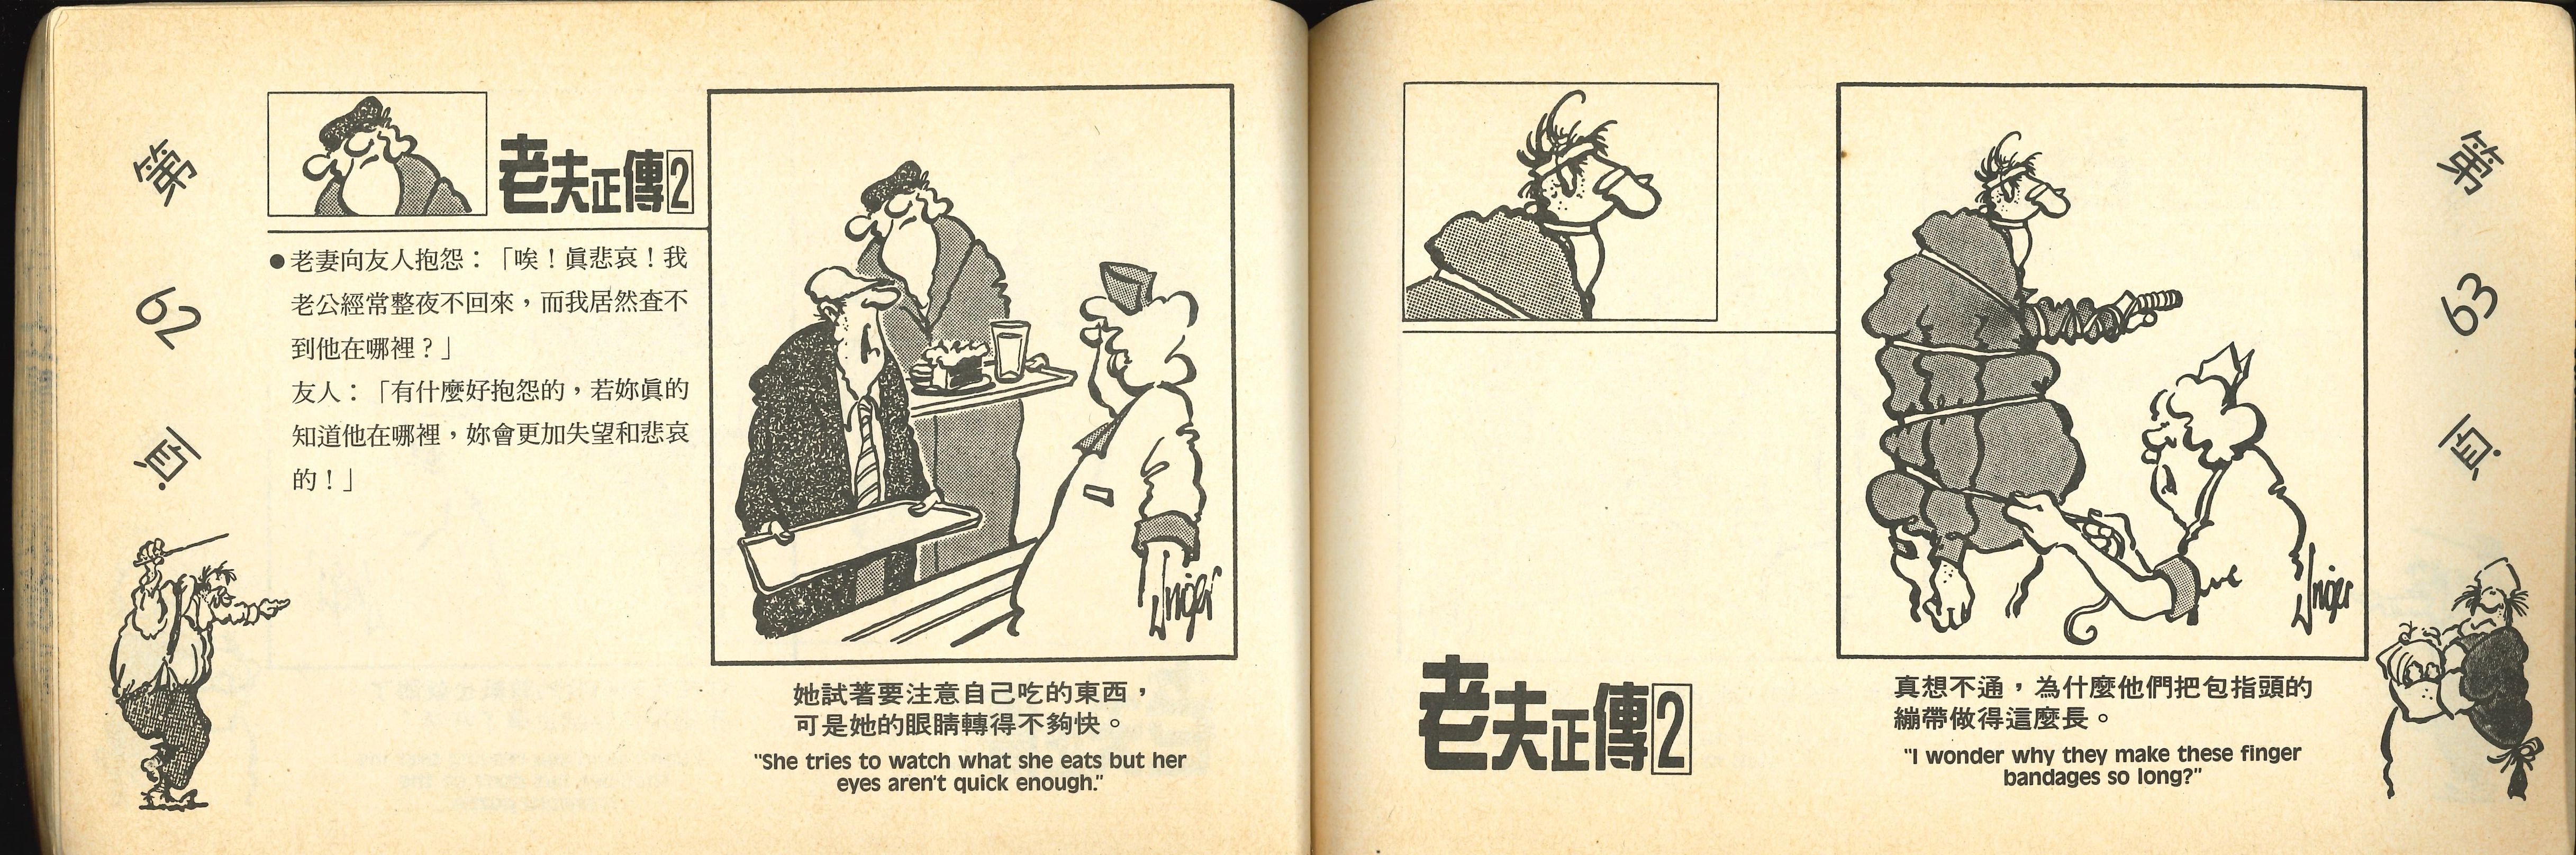 第62頁
老夫正傳2
●老妻向友人抱怨：「唉！眞悲哀！我
老公經常整夜不回來，而我居然查不
到他在哪裡？」
友人：「有什麼好抱怨的，若妳眞的
知道他在哪裡，妳會更加失望和悲哀
的！」
Unger
她試著要注意自己吃的東西，
可是她的眼睛轉得不夠快。
"She tries to watch what she eats but her
eyes aren't quick enough."
老夫正傳2
Unger
真想不通，為什麼他們把包指頭的
繃帶做得這麼長。
"I wonder why they make these finger
bandages so long?"
第63頁